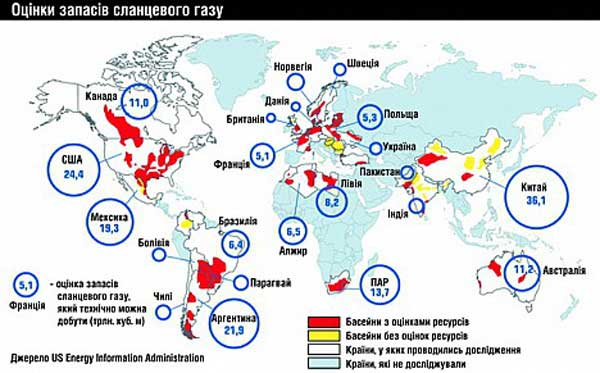 Оцінки запасів сланцевого газу
Канада
11,0
Норвегія
Швеція
Данія
Британія
5,3
Польща
США
24,4
Франція
5,1
Україна
Пакистан
Лівія
8,2
Китай
36,1
Мексика
19,3
Бразилія
6,4
6,5
Алжир
Індія
Болівія
5,1
Франція
- оцінка запасів
сланцевого газу,
який технічно можна
добути (трлн. куб. м)
Чилі
Парагвай
Аргентина
21,9
ПАР
13,7
11,2
Австралія
Басейни з оцінками ресурсів
Басейни без оцінок ресурсів
Країни, у яких проводились дослідження
Країни, які не досліджували
Джерело US Energy Information Administration